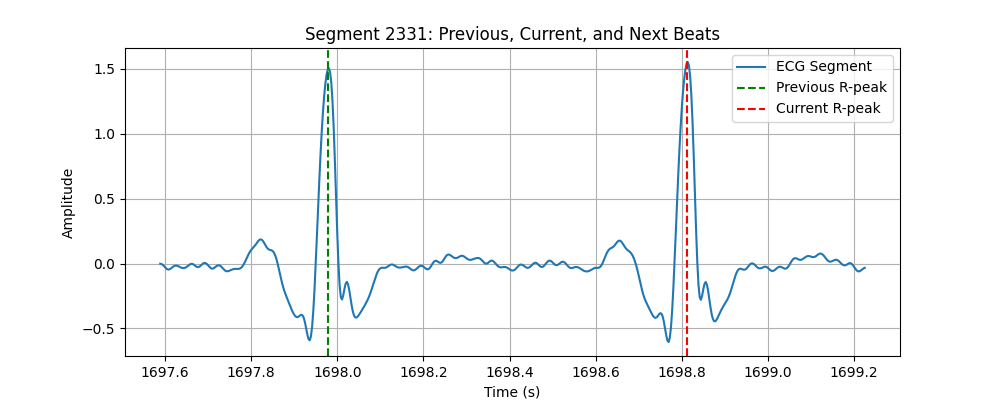 Segment 2331: Previous, Current, and Next Beats
ECG Segment
Previous R-peak
Current R-peak
Amplitude
1.5
1.0
0.5
0.0
−0.5
1697.6 1697.8 1698.0 1698.2 1698.4 1698.6 1698.8 1699.0 1699.2
Time (s)